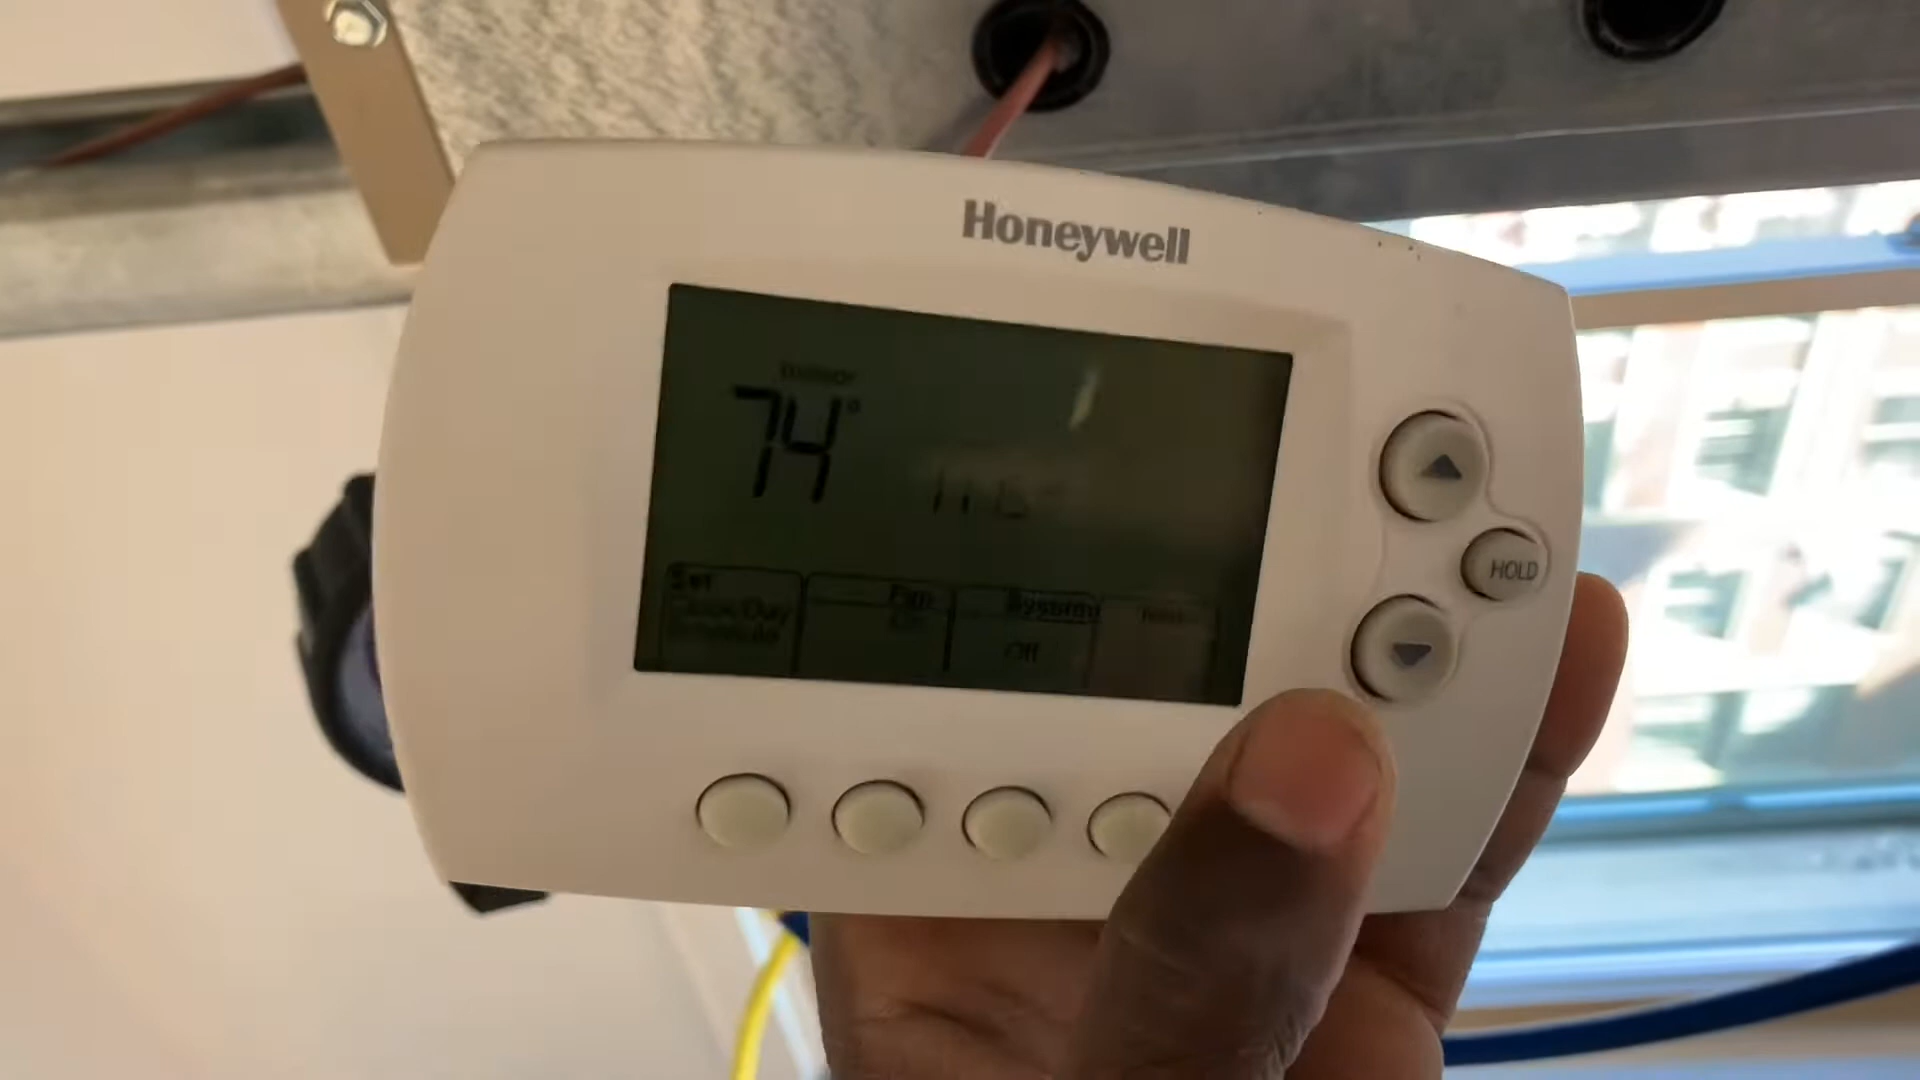 Honeywell
Indoor
74°
Set
Clock/Day
Schedule
Fan
System
Off
HOLD